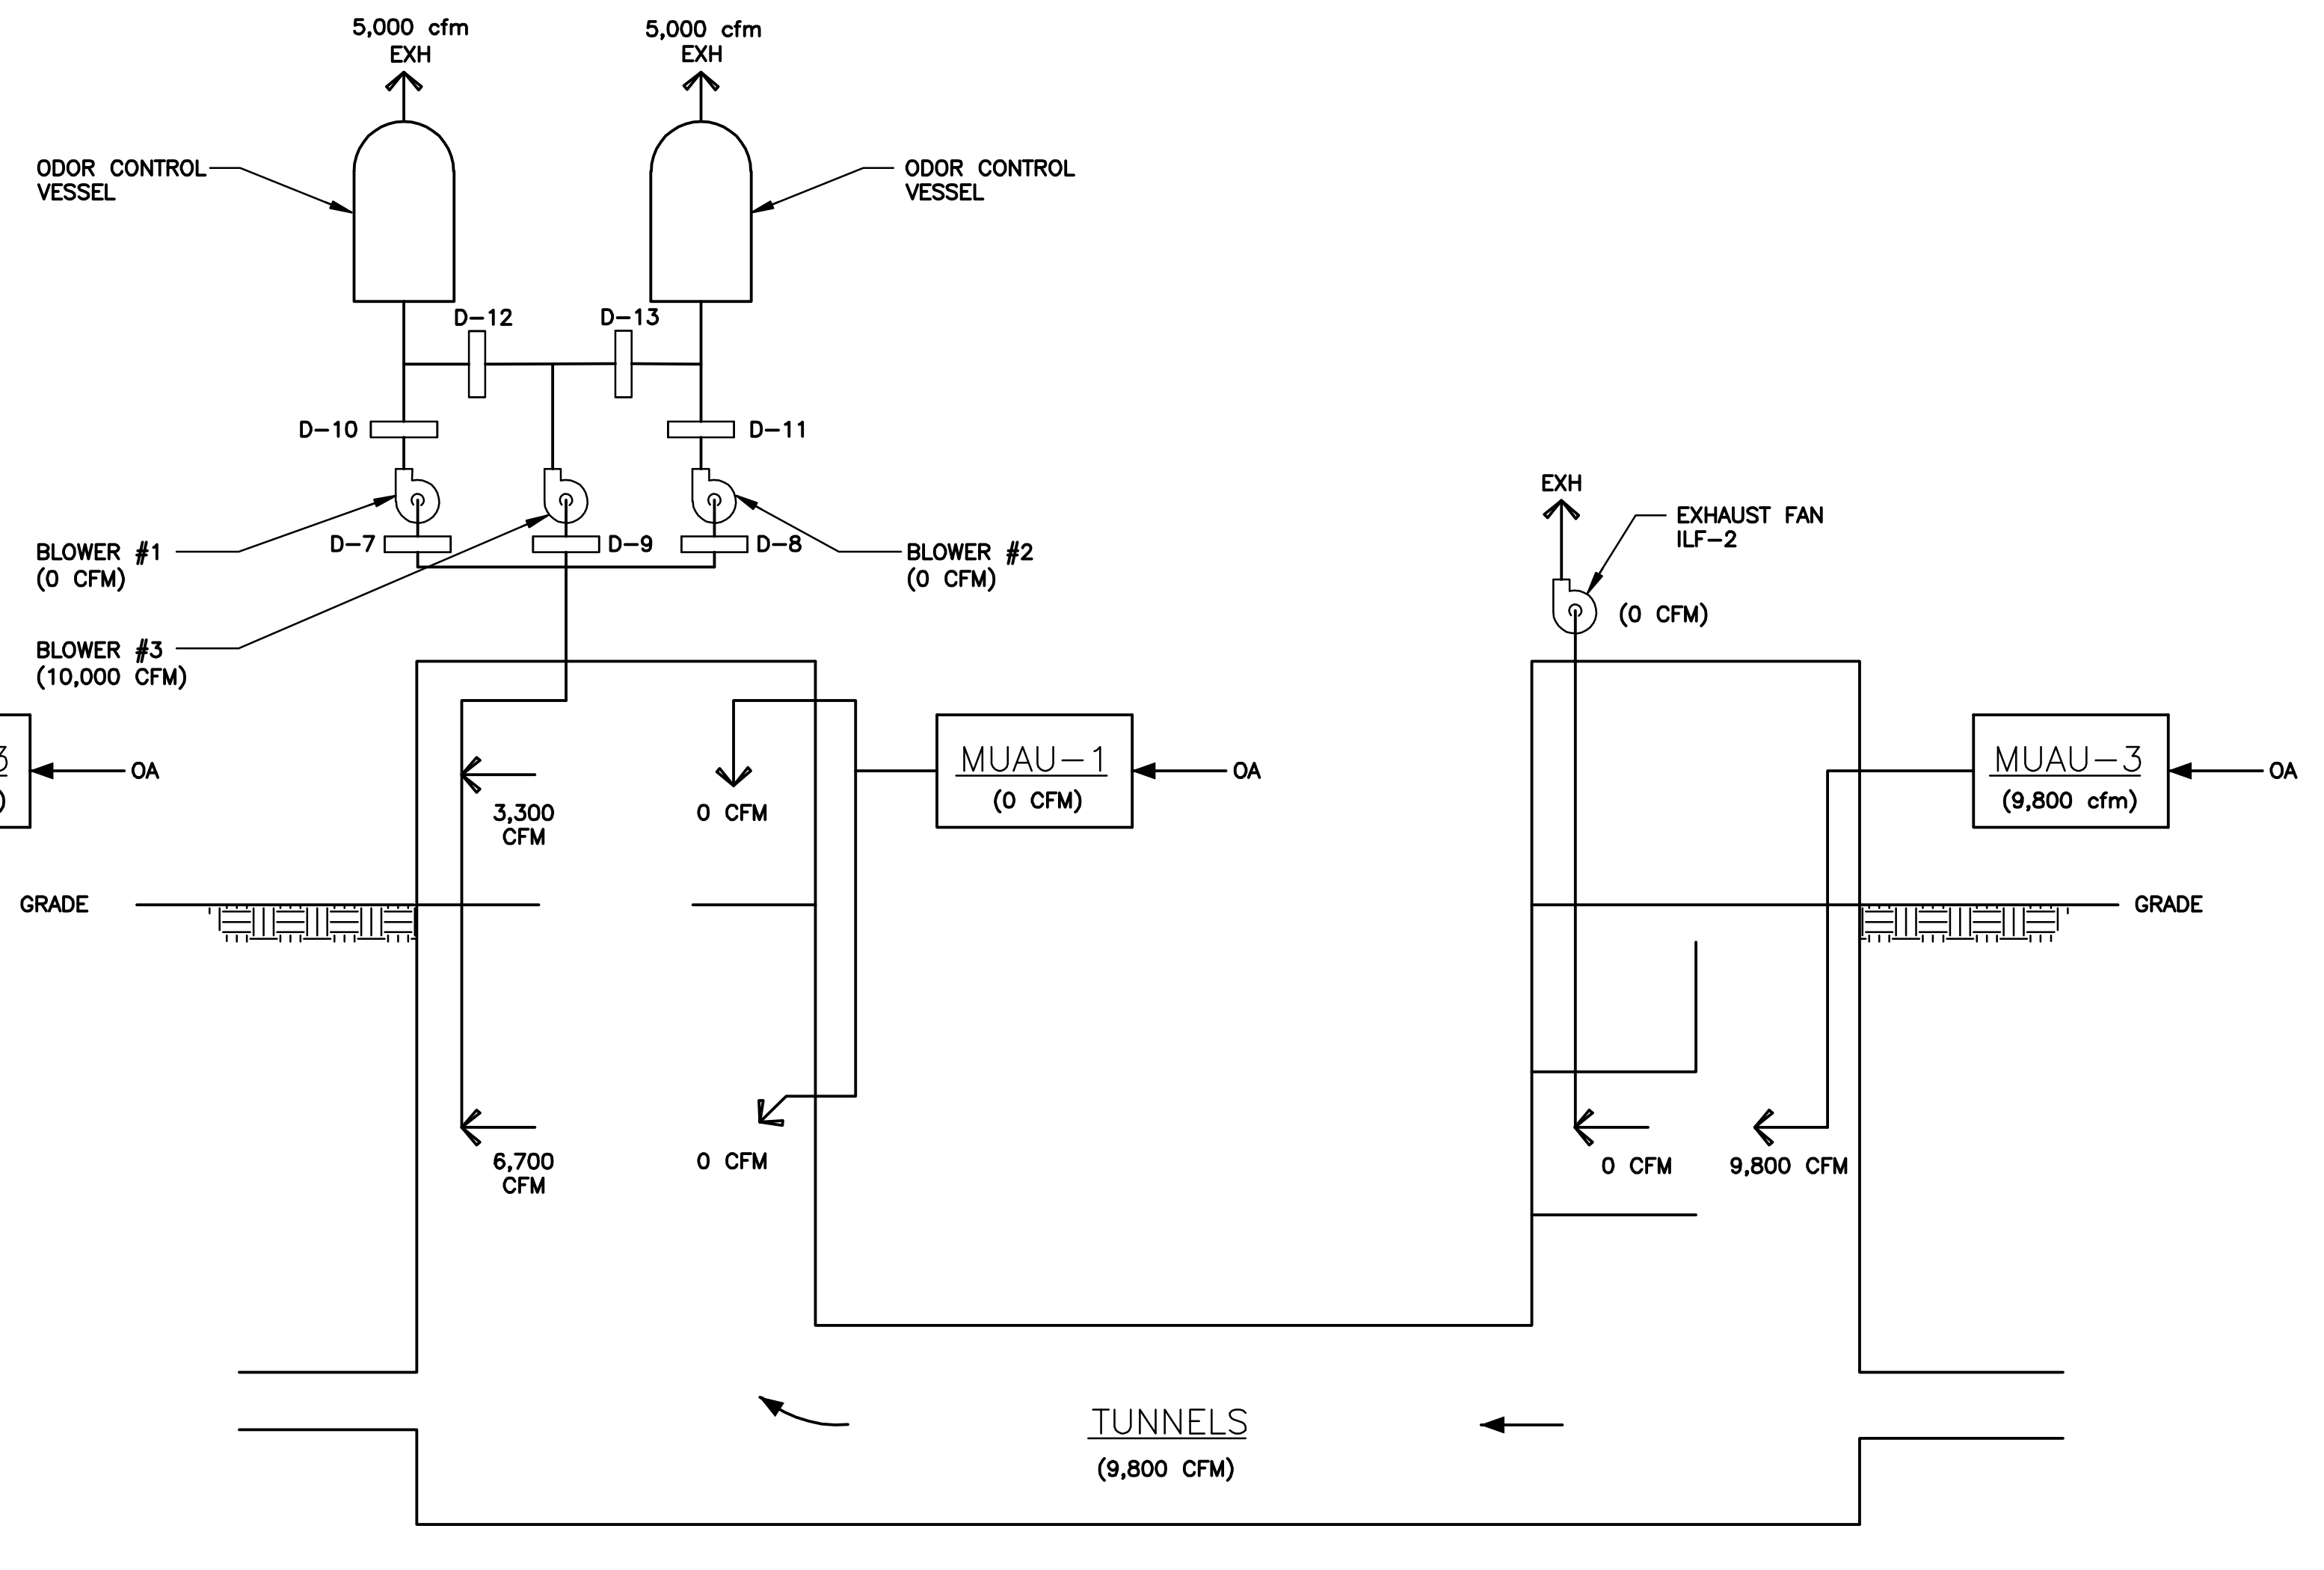 5,000 cfm
EXH
5,000 cfm
EXH
ODOR CONTROL
VESSEL
ODOR CONTROL
VESSEL
D-12
D-13
D-10
D-11
EXH
EXHAUST FAN
ILF-2
BLOWER #1
(0 CFM)
D-7
D-9
D-8
BLOWER #2
(0 CFM)
(0 CFM)
BLOWER #3
(10,000 CFM)
3
)
OA
MUAU-1
(0 CFM)
OA
MUAU-3
(9,800 cfm)
OA
3,300
CFM
0 CFM
GRADE
GRADE
6,700
CFM
0 CFM
0 CFM
9,800 CFM
TUNNELS
(9,800 CFM)